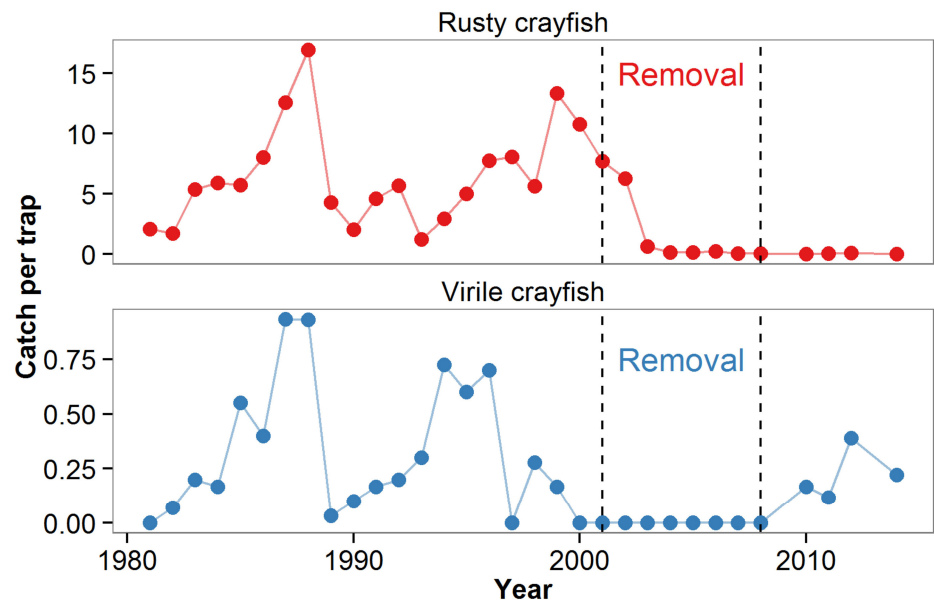 Rusty crayfish
Removal
15
10
5
0
Catch per trap
Virile crayfish
Removal
0.75
0.50
0.25
0.00
1980 1990 2000 2010
Year